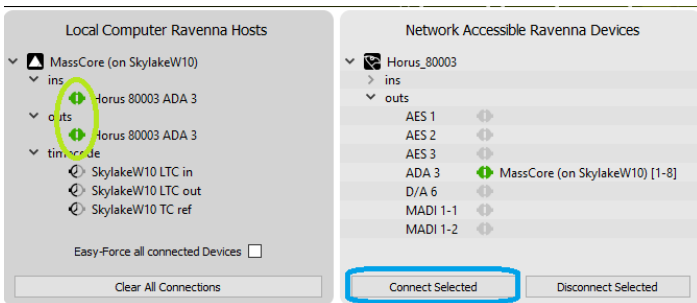 Local Computer Ravenna Hosts
MassCore (on SkylakeW10)
ins
Horus 80003 ADA 3
outs
Horus 80003 ADA 3
timecode
SkylakeW10 LTC in
SkylakeW10 LTC out
SkylakeW10 TC ref
Easy-Force all connected Devices
Clear All Connections
Network Accessible Ravenna Devices
Horus_80003
ins
outs
AES 1
AES 2
AES 3
ADA 3 MassCore (on SkylakeW10) [1-8]
D/A 6
MADI 1-1
MADI 1-2
Connect Selected
Disconnect Selected